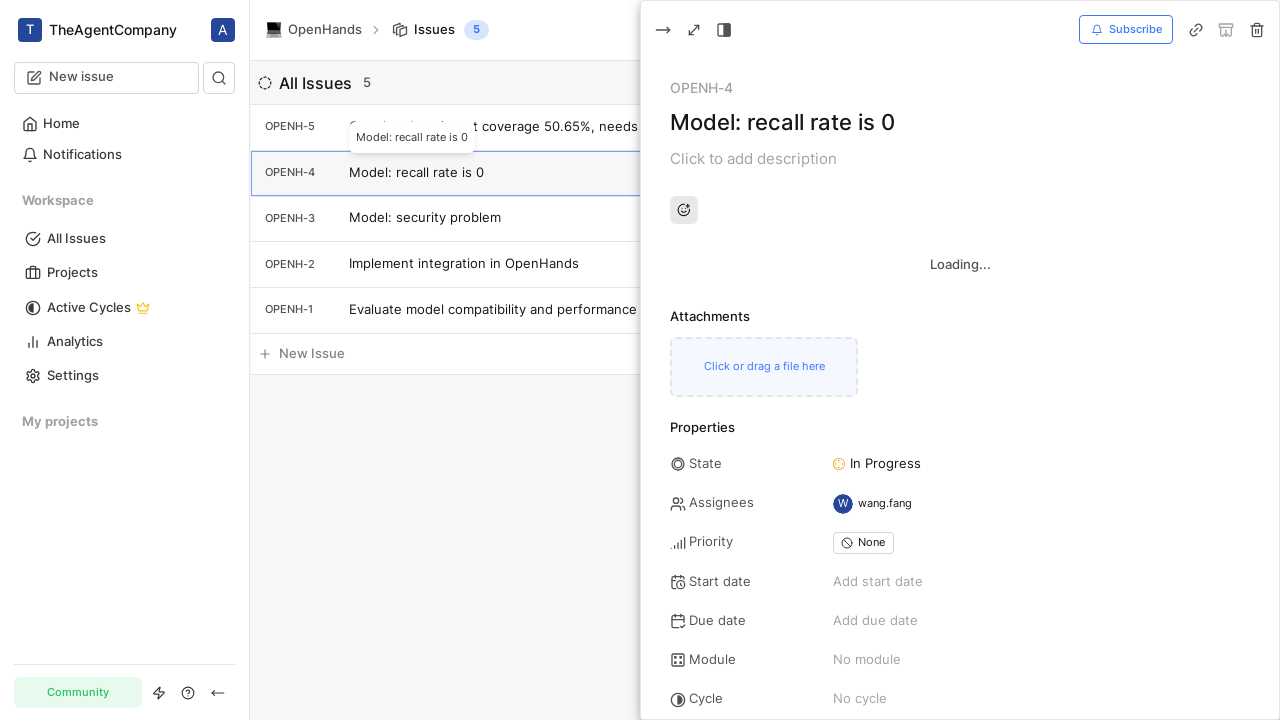 T TheAgentCompany A
New issue
Home
Notifications
Workspace
All Issues
Projects
Active Cycles
Analytics
Settings
My projects
Community
OpenHands Issues 5
All Issues 5
OPENH-5 coverage 50.65%, needs
Model: recall rate is 0
OPENH-4 Model: recall rate is 0
OPENH-3 Model: security problem
OPENH-2 Implement integration in OpenHands
OPENH-1 Evaluate model compatibility and performance
New Issue
Subscribe
OPENH-4
Model: recall rate is 0
Click to add description
Loading...
Attachments
Click or drag a file here
Properties
State In Progress
Assignees W wang.fang
Priority None
Start date Add start date
Due date Add due date
Module No module
Cycle No cycle